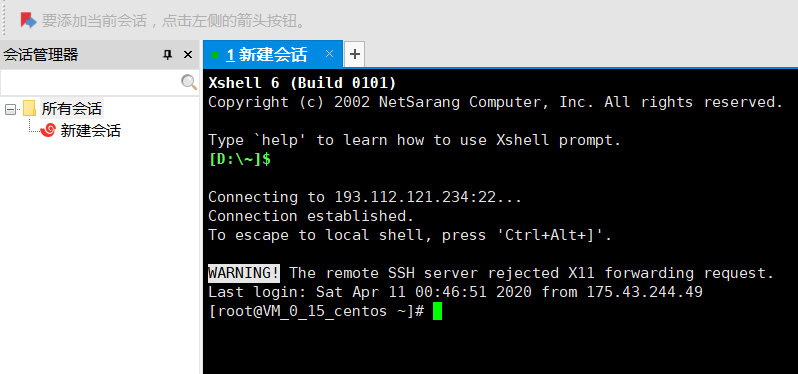 要添加当前会话，点击左侧的箭头按钮。
会话管理器
1 新建会话
所有会话
新建会话
Xshell 6 (Build 0101)
Copyright (c) 2002 NetSarang Computer, Inc. All rights reserved.
Type `help' to learn how to use Xshell prompt.
[D:\~]$
Connecting to 193.112.121.234:22...
Connection established.
To escape to local shell, press 'Ctrl+Alt+]'.
WARNING! The remote SSH server rejected X11 forwarding request.
Last login: Sat Apr 11 00:46:51 2020 from 175.43.244.49
[root@VM_0_15_centos ~]#